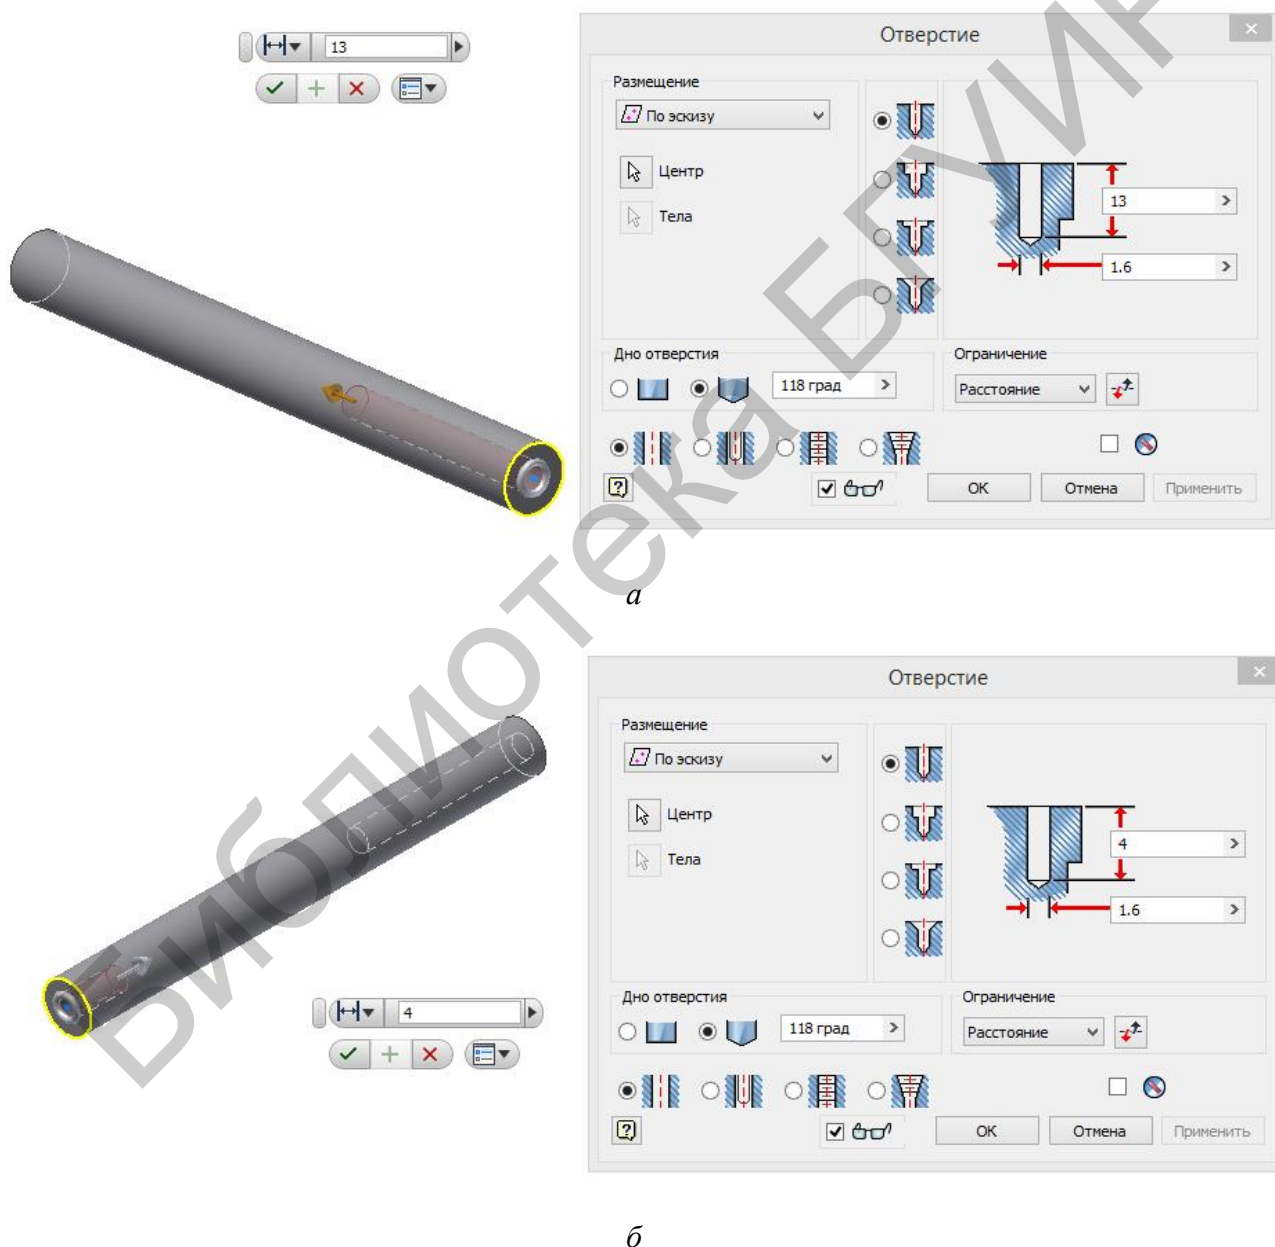 13
Отверстие
Размещение
По эскизу
Центр
Тела
13
1.6
Дно отверстия
118 град
Ограничение
Расстояние
ОК
Отмена
Применить
а
Отверстие
Размещение
По эскизу
Центр
Тела
4
1.6
Дно отверстия
118 град
Ограничение
Расстояние
4
ОК
Отмена
Применить
б
Библиотека БГУИР